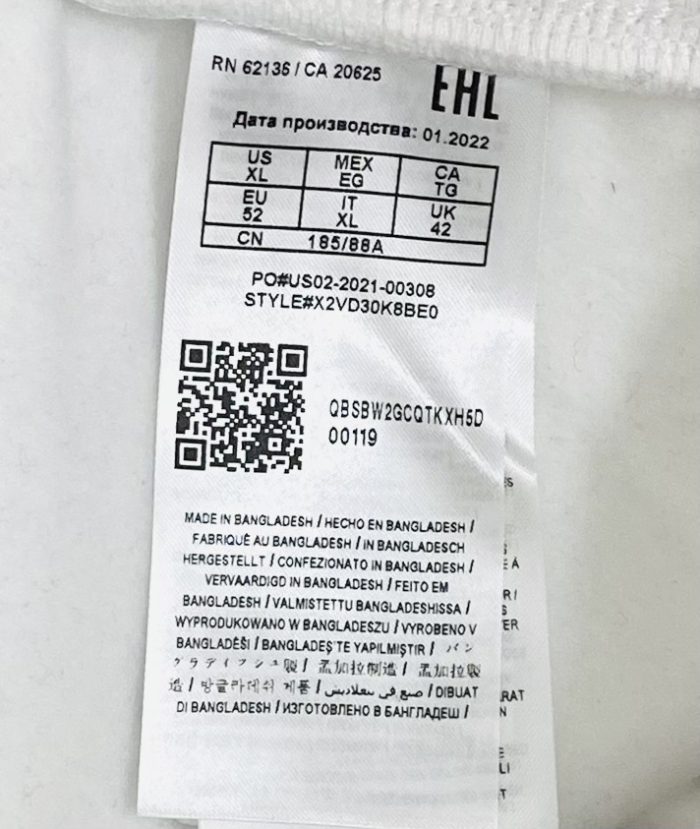 RN 62136 / CA 20625
EAC
Дата производства: 01.2022
US XL MEX EG CA TG
EU 52 IT XL UK 42
CN 185/88A
PO#US02-2021-00308
STYLE#X2VD30K8BE0
QBSBW2GCQTKXH5D
00119
MADE IN BANGLADESH / HECHO EN BANGLADESH /
FABRIQUÉ AU BANGLADESH / IN BANGLADESCH
HERGESTELLT / CONFEZIONATO IN BANGLADESH /
VERVAARDIGD IN BANGLADESH / FEITO EM
BANGLADESH / VALMISTETTU BANGLADESHISSA /
WYPRODUKOWANO W BANGLADESZU / VYROBENO V
BANGLADÉŠI / BANGLADEŞ'TE YAPILMIŞTIR / バン
グラディッシュ製 / 孟加拉制造 / 孟加拉製
造 / 방글라데쉬 제품 / صنع في بنغلاديش / DIBUAT
DI BANGLADESH / ИЗГОТОВЛЕНО В БАНГЛАДЕШ /